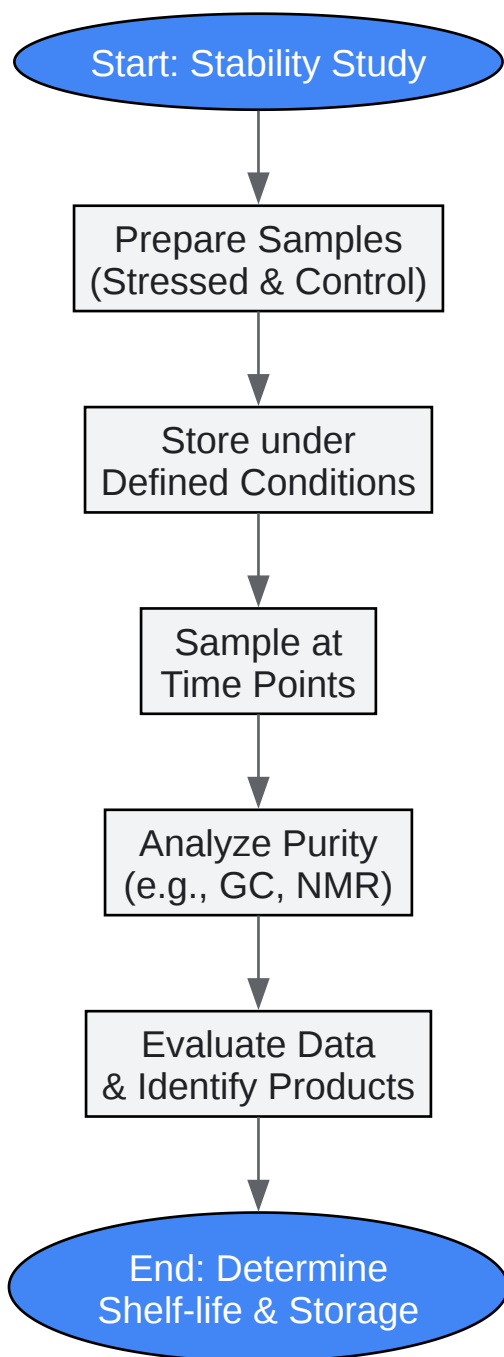 Start: Stability Study
Prepare Samples
(Stressed & Control)
Store under
Defined Conditions
Sample at
Time Points
Analyze Purity
(e.g., GC, NMR)
Evaluate Data
& Identify Products
End: Determine
Shelf-life & Storage